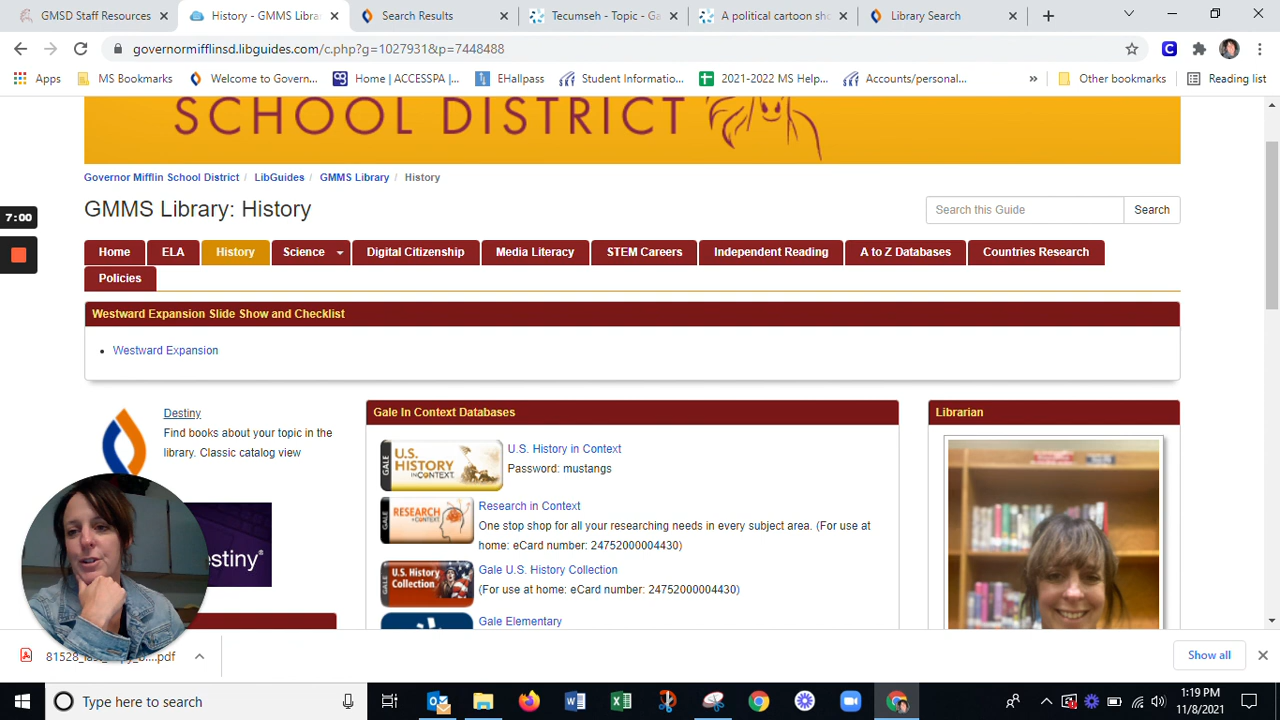 GMSD Staff Resources
History - GMMS Libra
Search Results
Tecumseh - Topic - Ga
A political cartoon sho
Library Search
governormifflinsd.libguides.com/c.php?g=1027931&p=7448488
Apps
MS Bookmarks
Welcome to Govern...
Home | ACCESSPA |...
EHallpass
Student Informatio...
2021-2022 MS Help...
Accounts/personal...
»
Other bookmarks
Reading list
SCHOOL DISTRICT
Governor Mifflin School District / LibGuides / GMMS Library / History
GMMS Library: History
Search this Guide
Search
7:00
Home
ELA
History
Science
Digital Citizenship
Media Literacy
STEM Careers
Independent Reading
A to Z Databases
Countries Research
Policies
Westward Expansion Slide Show and Checklist
• Westward Expansion
Destiny
Find books about your topic in the
library. Classic catalog view
estiny®
Gale In Context Databases
GALE
U.S.
HISTORY
IN CONTEXT
U.S. History in Context
Password: mustangs
GALE
RESEARCH
IN CONTEXT
Research in Context
One stop shop for all your researching needs in every subject area. (For use at
home: eCard number: 24752000004430)
GALE
U.S. History
Collection
Gale U.S. History Collection
(For use at home: eCard number: 24752000004430)
Gale Elementary
Librarian
Show all
Type here to search
1:19 PM
11/8/2021